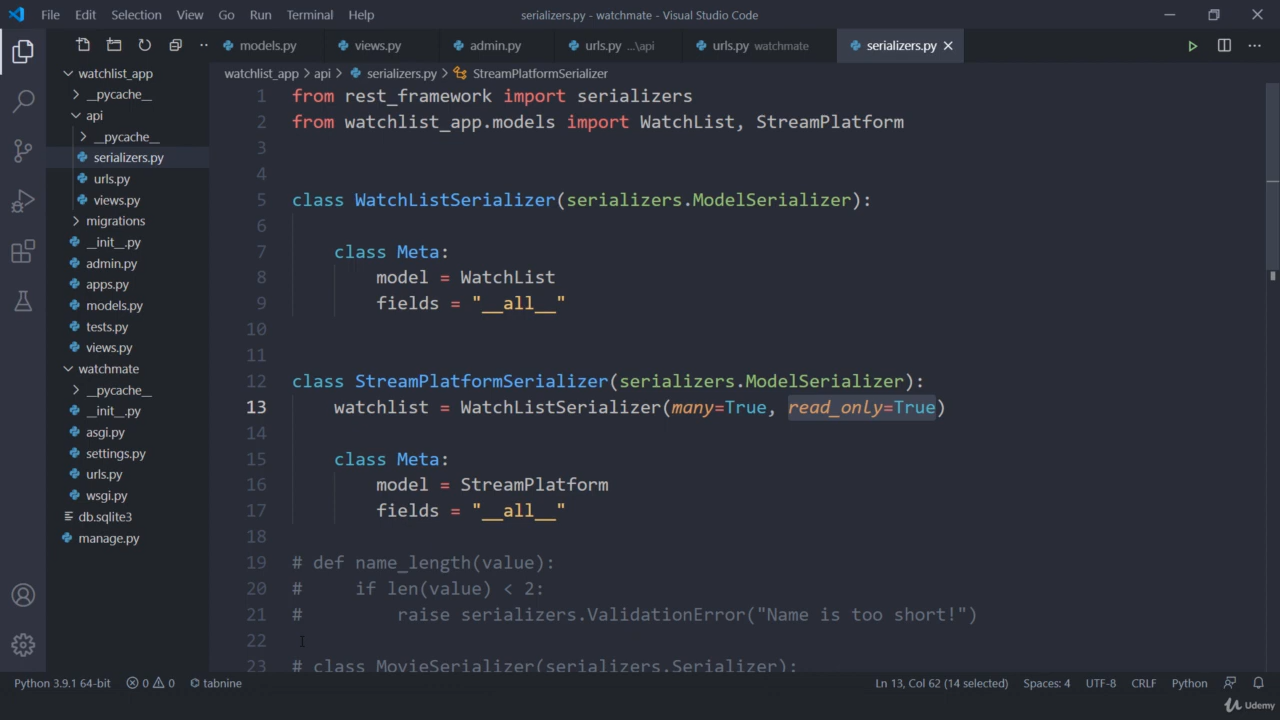 File Edit Selection View Go Run Terminal Help
serializers.py - watchmate - Visual Studio Code
models.py views.py admin.py urls.py ...\api urls.py watchmate serializers.py
watchlist_app > api > serializers.py > StreamPlatformSerializer
watchlist_app
__pycache__
api
__pycache__
serializers.py
urls.py
views.py
migrations
__init__.py
admin.py
apps.py
models.py
tests.py
views.py
watchmate
__pycache__
__init__.py
asgi.py
settings.py
urls.py
wsgi.py
db.sqlite3
manage.py
1 from rest_framework import serializers
2 from watchlist_app.models import WatchList, StreamPlatform
3
4
5 class WatchListSerializer(serializers.ModelSerializer):
6
7 class Meta:
8 model = WatchList
9 fields = "__all__"
10
11
12 class StreamPlatformSerializer(serializers.ModelSerializer):
13 watchlist = WatchListSerializer(many=True, read_only=True)
14
15 class Meta:
16 model = StreamPlatform
17 fields = "__all__"
18
19 # def name_length(value):
20 # if len(value) < 2:
21 # raise serializers.ValidationError("Name is too short!")
22
23 # class MovieSerializer(serializers.Serializer):
Python 3.9.1 64-bit 0 0 tabnine Ln 13, Col 62 (14 selected) Spaces: 4 UTF-8 CRLF Python
Udemy